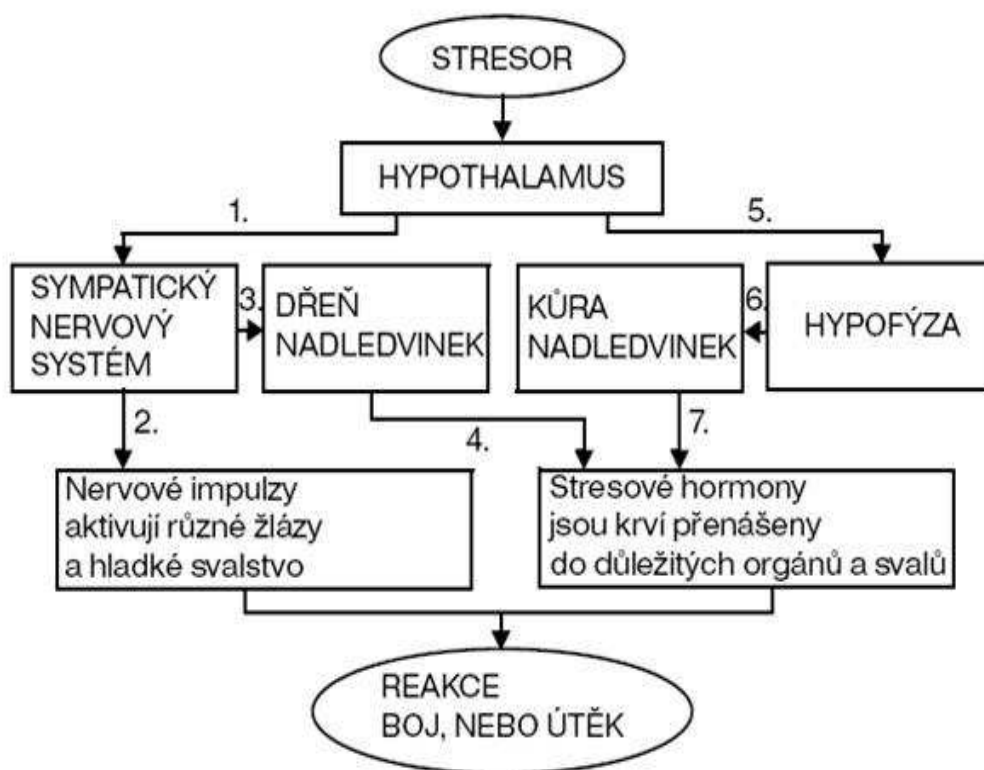 STRESOR
HYPOTHALAMUS
1.
5.
SYMPATICKÝ
NERVOVÝ
SYSTÉM
3.
DŘEŇ
NADLEDVINEK
KŮRA
NADLEDVINEK
6.
HYPOFÝZA
2.
4.
7.
Nervové impulzy
aktivují různé žlázy
a hladké svalstvo
Stresové hormony
jsou krví přenášeny
do důležitých orgánů a svalů
REAKCE
BOJ, NEBO ÚTĚK